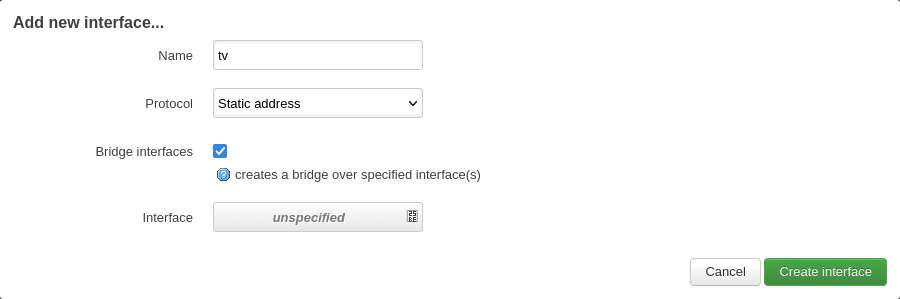 Add new interface...
Name tv
Protocol Static address
Bridge interfaces
creates a bridge over specified interface(s)
Interface unspecified
Cancel Create interface